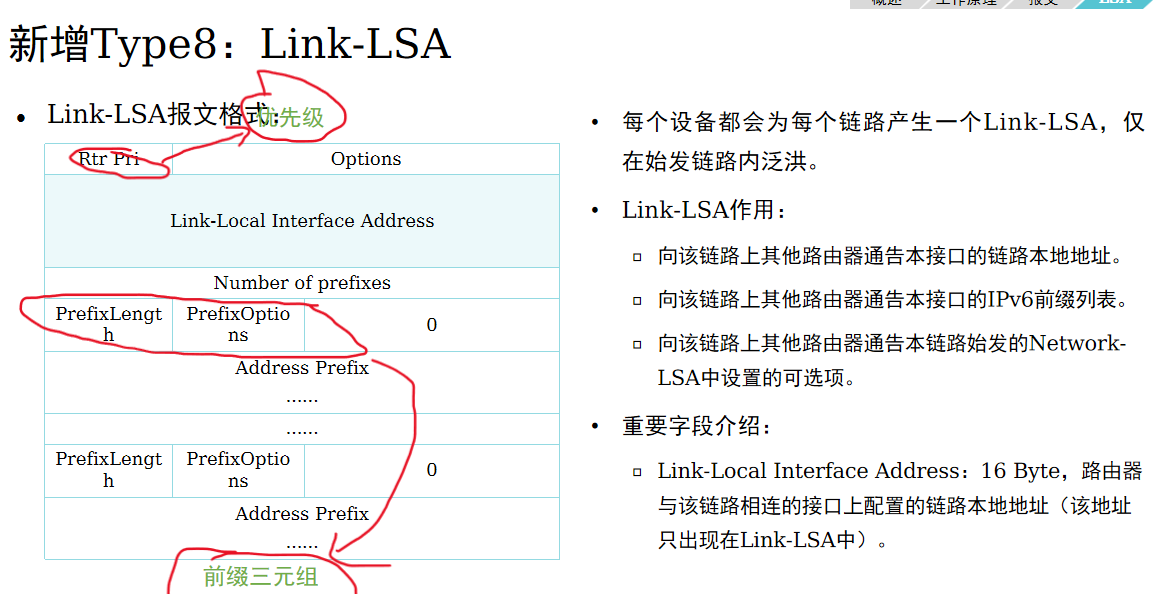 概述 工作原理 报文 LSA
新增Type8：Link-LSA
• Link-LSA报文格式:
优先级
Rtr Pri Options
Link-Local Interface Address
Number of prefixes
PrefixLengt
h
PrefixOptio
ns
0
Address Prefix
……
……
PrefixLengt
h
PrefixOptio
ns
0
Address Prefix
……
前缀三元组
• 每个设备都会为每个链路产生一个Link-LSA，仅
在始发链路内泛洪。
• Link-LSA作用：
▫ 向该链路上其他路由器通告本接口的链路本地地址。
▫ 向该链路上其他路由器通告本接口的IPv6前缀列表。
▫ 向该链路上其他路由器通告本链路始发的Network-
LSA中设置的可选项。
• 重要字段介绍：
▫ Link-Local Interface Address：16 Byte，路由器
与该链路相连的接口上配置的链路本地地址（该地址
只出现在Link-LSA中）。